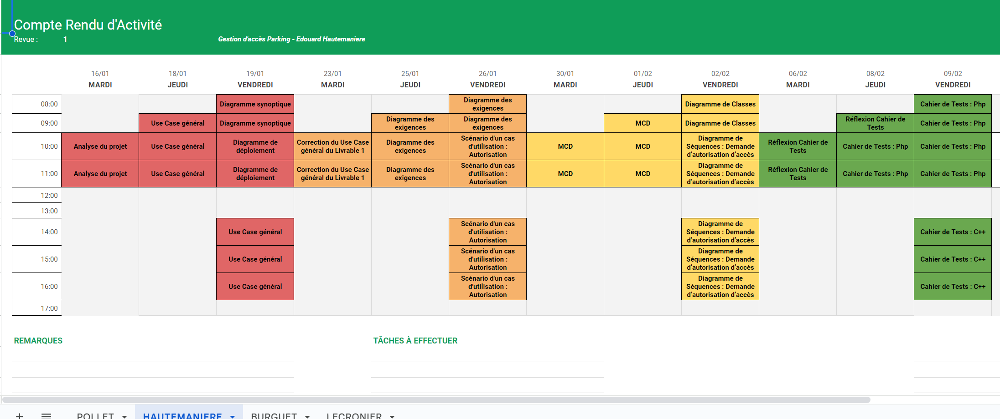 Compte Rendu d'Activité
Revue : 1 Gestion d'accès Parking - Edouard Hautemaniere
16/01 18/01 19/01 23/01 25/01 26/01 30/01 01/02 02/02 06/02 08/02 09/02
MARDI JEUDI VENDREDI MARDI JEUDI VENDREDI MARDI JEUDI VENDREDI MARDI JEUDI VENDREDI
08:00 Diagramme synoptique Diagramme des exigences Diagramme de Classes Cahier de Tests : Php
09:00 Use Case général Diagramme synoptique Diagramme des exigences Diagramme des exigences MCD Diagramme de Classes Réflexion Cahier de Tests Cahier de Tests : Php
10:00 Analyse du projet Use Case général Diagramme de déploiement Correction du Use Case général du Livrable 1 Diagramme des exigences Scénario d'un cas d'utilisation : Autorisation MCD MCD Diagramme de Séquences : Demande d’autorisation d’accès Réflexion Cahier de Tests Cahier de Tests : Php Cahier de Tests : Php
11:00 Analyse du projet Use Case général Diagramme de déploiement Correction du Use Case général du Livrable 1 Diagramme des exigences Scénario d'un cas d'utilisation : Autorisation MCD MCD Diagramme de Séquences : Demande d’autorisation d’accès Réflexion Cahier de Tests Cahier de Tests : Php Cahier de Tests : Php
12:00
13:00
14:00 Use Case général Scénario d'un cas d'utilisation : Autorisation Diagramme de Séquences : Demande d’autorisation d’accès Cahier de Tests : C++
15:00 Use Case général Scénario d'un cas d'utilisation : Autorisation Diagramme de Séquences : Demande d’autorisation d’accès Cahier de Tests : C++
16:00 Use Case général Scénario d'un cas d'utilisation : Autorisation Diagramme de Séquences : Demande d’autorisation d’accès Cahier de Tests : C++
17:00
REMARQUES TÂCHES À EFFECTUER
POLLET HAUTEMANIERE BURGUET LECRONIER